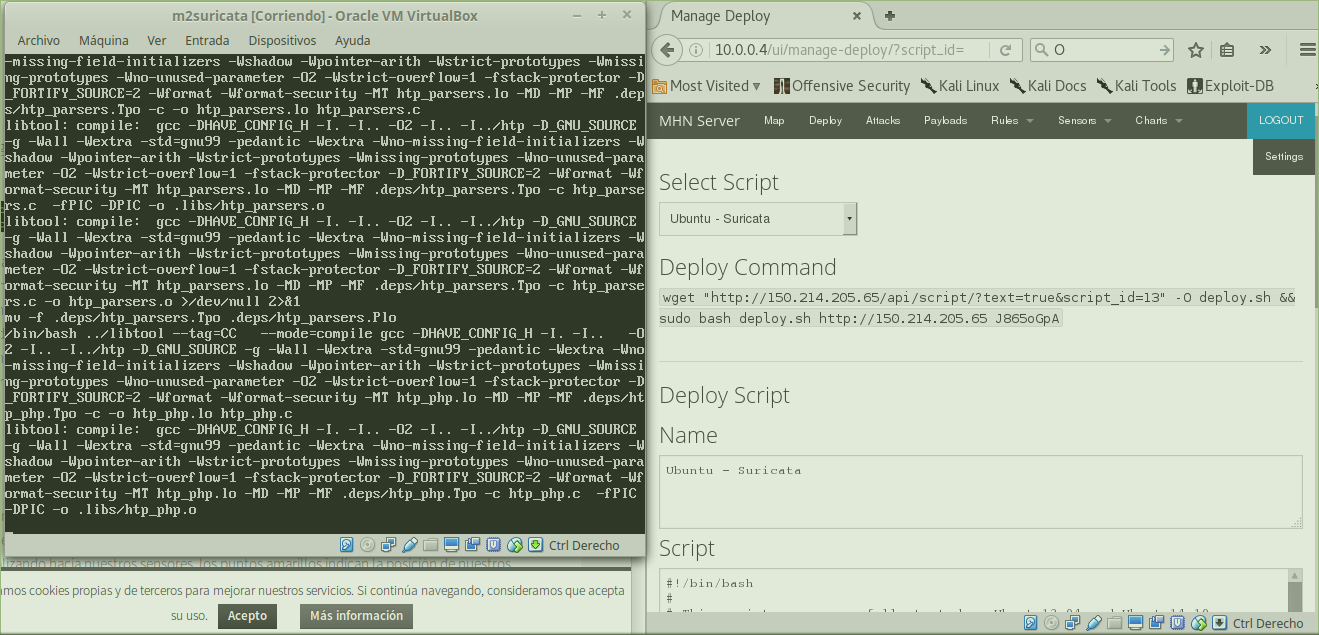 m2suricata [Corriendo] - Oracle VM VirtualBox
Archivo Máquina Ver Entrada Dispositivos Ayuda
-missing-field-initializers -Wshadow -Wpointer-arith -Wstrict-prototypes -Wmissi
ng-prototypes -Wno-unused-parameter -O2 -Wstrict-overflow=1 -fstack-protector -D
_FORTIFY_SOURCE=2 -Wformat -Wformat-security -MT htp_parsers.lo -MD -MP -MF .dep
s/htp_parsers.Tpo -c -o htp_parsers.lo htp_parsers.c
libtool: compile:  gcc -DHAVE_CONFIG_H -I. -I.. -O2 -I.. -I../htp -D_GNU_SOURCE
-g -Wall -Wextra -std=gnu99 -pedantic -Wextra -Wno-missing-field-initializers -W
shadow -Wpointer-arith -Wstrict-prototypes -Wmissing-prototypes -Wno-unused-para
meter -O2 -Wstrict-overflow=1 -fstack-protector -D_FORTIFY_SOURCE=2 -Wformat -Wf
ormat-security -MT htp_parsers.lo -MD -MP -MF .deps/htp_parsers.Tpo -c htp_parse
rs.c  -fPIC -DPIC -o .libs/htp_parsers.o
libtool: compile:  gcc -DHAVE_CONFIG_H -I. -I.. -O2 -I.. -I../htp -D_GNU_SOURCE
-g -Wall -Wextra -std=gnu99 -pedantic -Wextra -Wno-missing-field-initializers -W
shadow -Wpointer-arith -Wstrict-prototypes -Wmissing-prototypes -Wno-unused-para
meter -O2 -Wstrict-overflow=1 -fstack-protector -D_FORTIFY_SOURCE=2 -Wformat -Wf
ormat-security -MT htp_parsers.lo -MD -MP -MF .deps/htp_parsers.Tpo -c htp_parse
rs.c -o htp_parsers.o >/dev/null 2>&1
mv -f .deps/htp_parsers.Tpo .deps/htp_parsers.Plo
/bin/bash ../libtool --tag=CC   --mode=compile gcc -DHAVE_CONFIG_H -I. -I..  -O
2 -I.. -I../htp -D_GNU_SOURCE -g -Wall -Wextra -std=gnu99 -pedantic -Wextra -Wno
-missing-field-initializers -Wshadow -Wpointer-arith -Wstrict-prototypes -Wmissi
ng-prototypes -Wno-unused-parameter -O2 -Wstrict-overflow=1 -fstack-protector -D
_FORTIFY_SOURCE=2 -Wformat -Wformat-security -MT htp_php.lo -MD -MP -MF .deps/ht
p_php.Tpo -c -o htp_php.lo htp_php.c
libtool: compile:  gcc -DHAVE_CONFIG_H -I. -I.. -O2 -I.. -I../htp -D_GNU_SOURCE
-g -Wall -Wextra -std=gnu99 -pedantic -Wextra -Wno-missing-field-initializers -W
shadow -Wpointer-arith -Wstrict-prototypes -Wmissing-prototypes -Wno-unused-para
meter -O2 -Wstrict-overflow=1 -fstack-protector -D_FORTIFY_SOURCE=2 -Wformat -Wf
ormat-security -MT htp_php.lo -MD -MP -MF .deps/htp_php.Tpo -c htp_php.c  -fPIC
-DPIC -o .libs/htp_php.o
Ctrl Derecho
lizando hacia nuestros sensores, los puntos amarillos indican la posición de nuestros
amos cookies propias y de terceros para mejorar nuestros servicios. Si continúa navegando, consideramos que acepta
su uso. Acepto Más información
Manage Deploy
10.0.0.4/ui/manage-deploy/?script_id= O
Most Visited Offensive Security Kali Linux Kali Docs Kali Tools Exploit-DB
MHN Server Map Deploy Attacks Payloads Rules Sensors Charts LOGOUT
Settings
Select Script
Ubuntu - Suricata
Deploy Command
wget "http://150.214.205.65/api/script/?text=true&script_id=13" -O deploy.sh &&
sudo bash deploy.sh http://150.214.205.65 J865oGpA
Deploy Script
Name
Ubuntu - Suricata
Script
#!/bin/bash
#
Ctrl Derecho